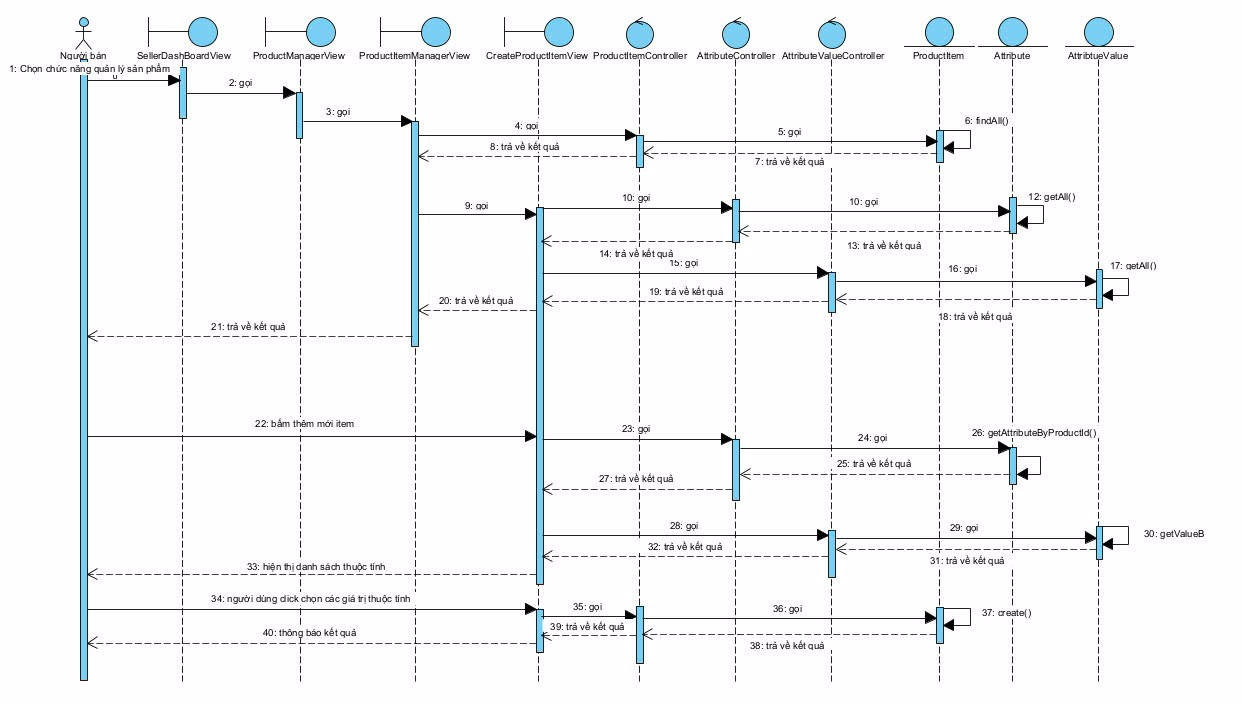 Người bán
SellerDashBoardView
ProductManagerView
ProductItemManagerView
CreateProductItemView
ProductItemController
AttributeController
AttributeValueController
ProductItem
Attribute
AttribtueValue
1: Chọn chức năng quản lý sản phẩm
2: gọi
3: gọi
4: gọi
5: gọi
6: findAll()
7: trả về kết quả
8: trả về kết quả
9: gọi
10: gọi
10: gọi
12: getAll()
13: trả về kết quả
14: trả về kết quả
15: gọi
16: gọi
17: getAll()
18: trả về kết quả
19: trả về kết quả
20: trả về kết quả
21: trả về kết quả
22: bấm thêm mới item
23: gọi
24: gọi
26: getAttributeByProductId()
25: trả về kết quả
27: trả về kết quả
28: gọi
29: gọi
30: getValueB
31: trả về kết quả
32: trả về kết quả
33: hiện thị danh sách thuộc tính
34: người dùng click chọn các giá trị thuộc tính
35: gọi
36: gọi
37: create()
38: trả về kết quả
39: trả về kết quả
40: thông báo kết quả